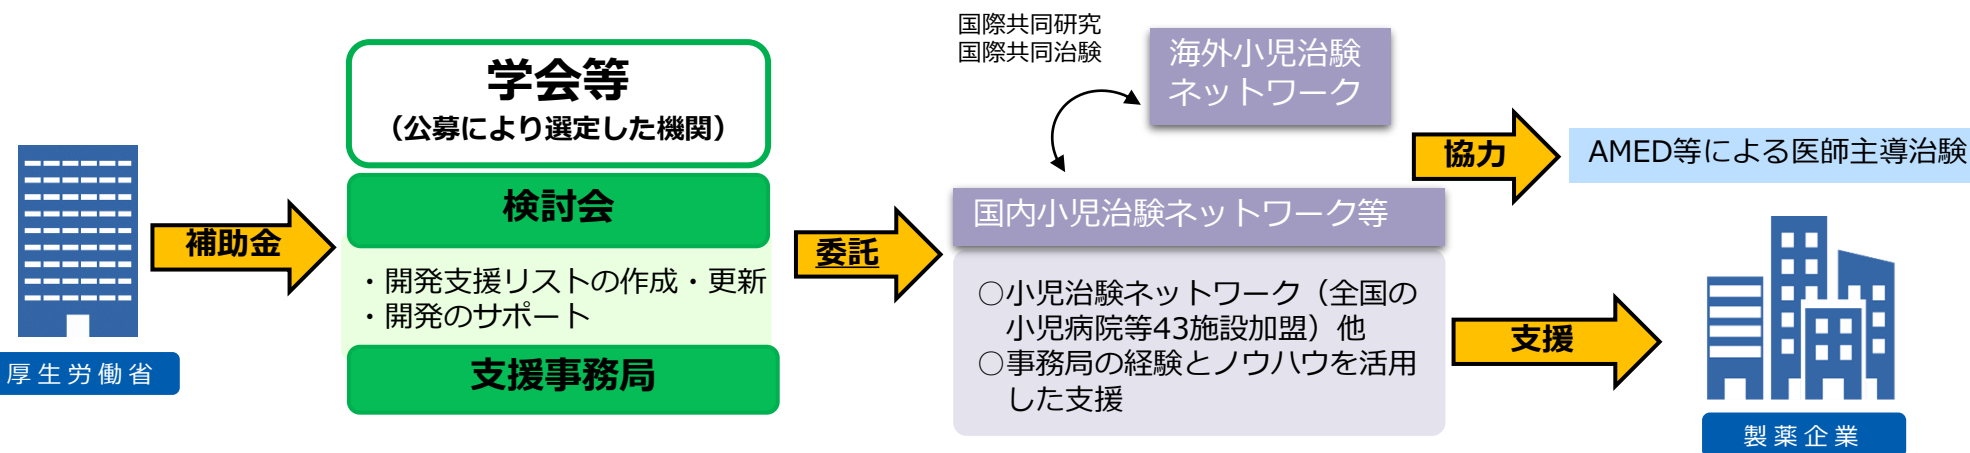 厚生労働省
補助金
学会等
（公募により選定した機関）
検討会
・開発支援リストの作成・更新
・開発のサポート
支援事務局
委託
国際共同研究
国際共同治験
海外小児治験
ネットワーク
国内小児治験ネットワーク等
○小児治験ネットワーク（全国の
小児病院等43施設加盟）他
○事務局の経験とノウハウを活用
した支援
協力
AMED等による医師主導治験
支援
製薬企業